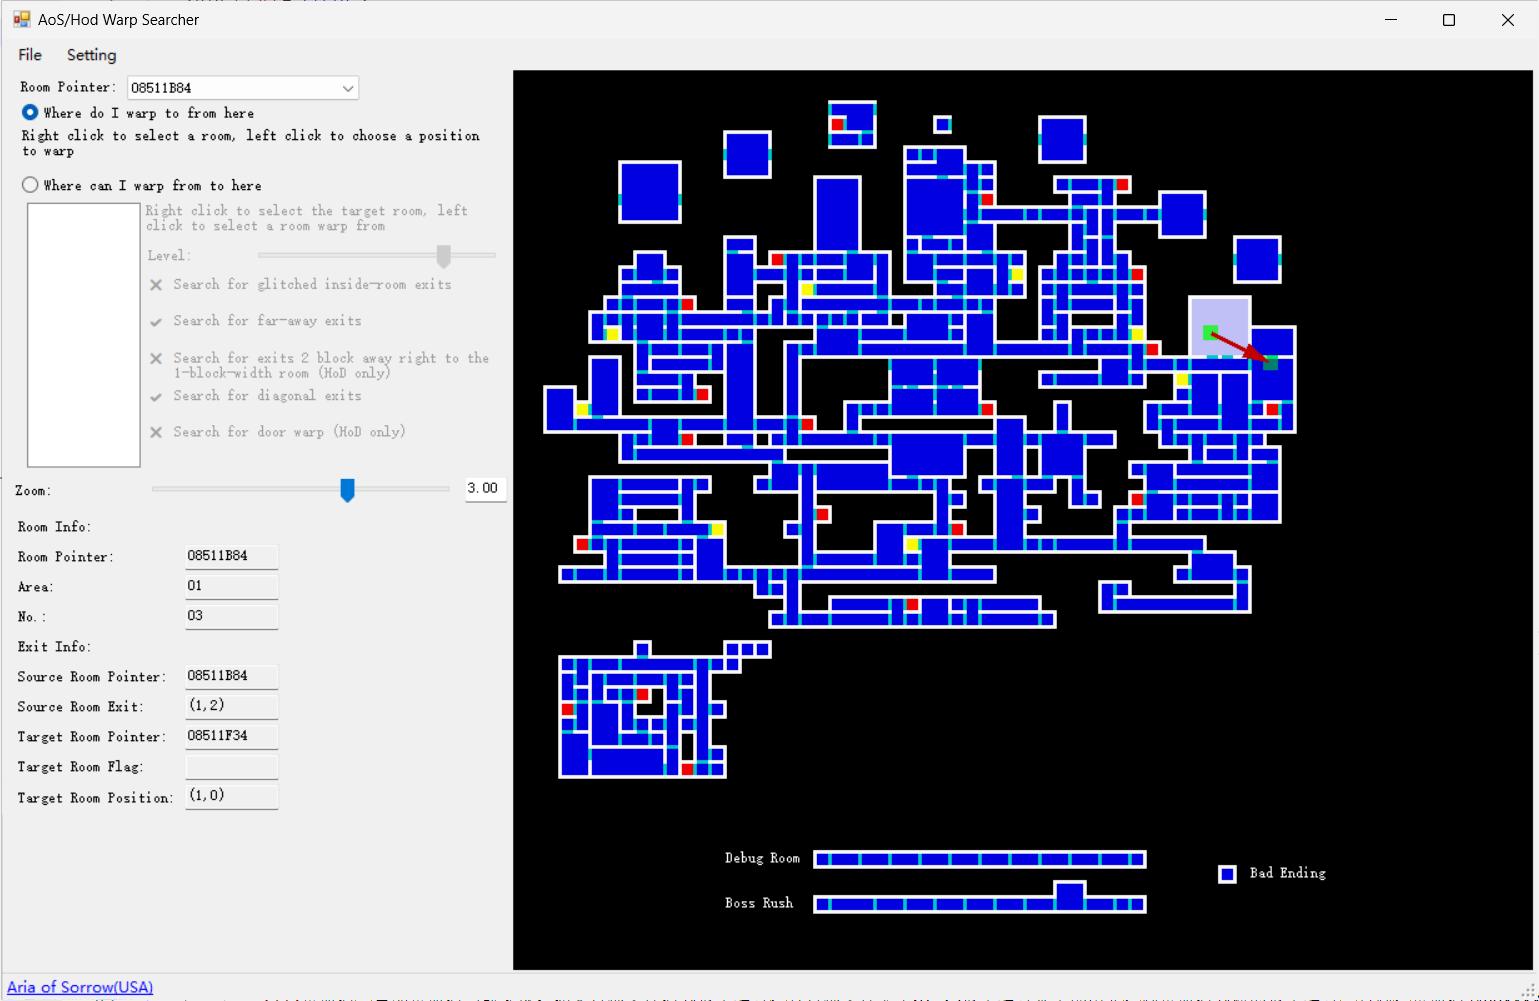 AoS/Hod Warp Searcher
File Setting
Room Pointer: 08511B84
Where do I warp to from here
Right click to select a room, left click to choose a position
to warp
Where can I warp from to here
Right click to select the target room, left
click to select a room warp from
Level:
Search for glitched inside-room exits
Search for far-away exits
Search for exits 2 block away right to the
1-block-width room (HoD only)
Search for diagonal exits
Search for door warp (HoD only)
Zoom: 3.00
Room Info:
Room Pointer: 08511B84
Area: 01
No.: 03
Exit Info:
Source Room Pointer: 08511B84
Source Room Exit: (1,2)
Target Room Pointer: 08511F34
Target Room Flag:
Target Room Position: (1,0)
Debug Room
Bad Ending
Boss Rush
Aria of Sorrow(USA)